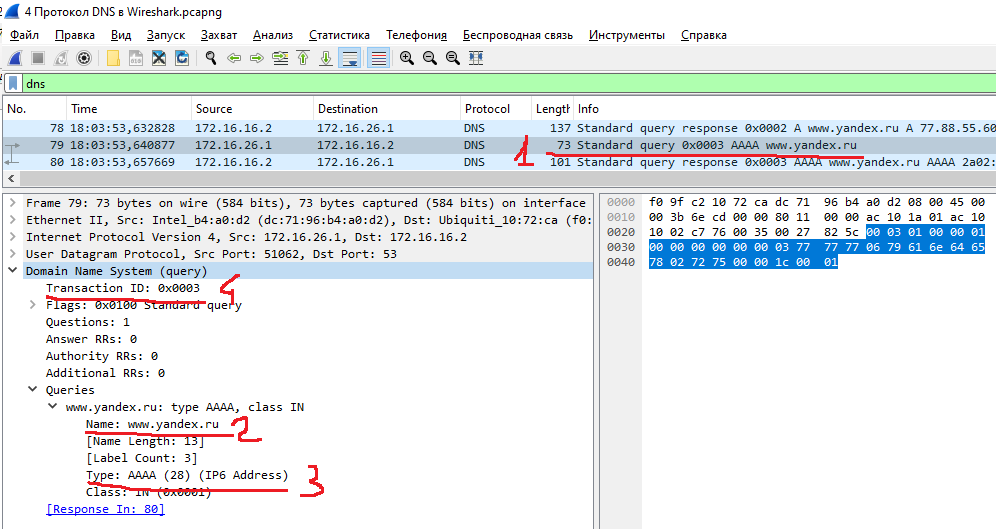 4 Протокол DNS в Wireshark.pcapng
Файл Правка Вид Запуск Захват Анализ Статистика Телефония Беспроводная связь Инструменты Справка
dns
No. Time Source Destination Protocol Length Info
78 18:03:53,632828 172.16.16.2 172.16.26.1 DNS 137 Standard query response 0x0002 A www.yandex.ru A 77.88.55.60
79 18:03:53,640877 172.16.26.1 172.16.16.2 DNS 1 73 Standard query 0x0003 AAAA www.yandex.ru
80 18:03:53,657669 172.16.16.2 172.16.26.1 DNS 101 Standard query response 0x0003 AAAA www.yandex.ru AAAA 2a02:
Frame 79: 73 bytes on wire (584 bits), 73 bytes captured (584 bits) on interface
Ethernet II, Src: Intel_b4:a0:d2 (dc:71:96:b4:a0:d2), Dst: Ubiquiti_10:72:ca (f0:
Internet Protocol Version 4, Src: 172.16.26.1, Dst: 172.16.16.2
User Datagram Protocol, Src Port: 51062, Dst Port: 53
Domain Name System (query)
Transaction ID: 0x0003 4
Flags: 0x0100 Standard query
Questions: 1
Answer RRs: 0
Authority RRs: 0
Additional RRs: 0
Queries
www.yandex.ru: type AAAA, class IN
Name: www.yandex.ru 2
[Name Length: 13]
[Label Count: 3]
Type: AAAA (28) (IP6 Address) 3
Class: IN (0x0001)
[Response In: 80]
0000 f0 9f c2 10 72 ca dc 71 96 b4 a0 d2 08 00 45 00
0010 00 3b 6e cd 00 00 80 11 00 00 ac 10 1a 01 ac 10
0020 10 02 c7 76 00 35 00 27 82 5c 00 03 01 00 00 01
0030 00 00 00 00 00 00 03 77 77 77 06 79 61 6e 64 65
0040 78 02 72 75 00 00 1c 00 01